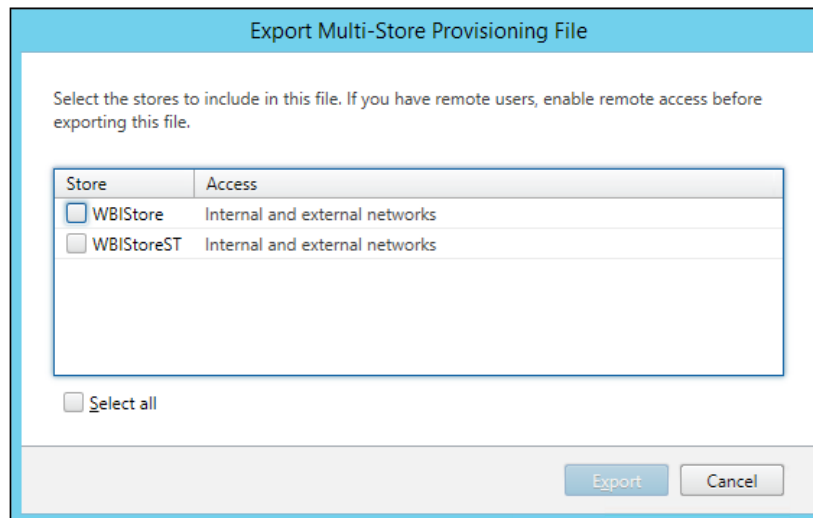 Export Multi-Store Provisioning File
Select the stores to include in this file. If you have remote users, enable remote access before
exporting this file.
Store Access
WBIStore Internal and external networks
WBIStoreST Internal and external networks
Select all
Export Cancel